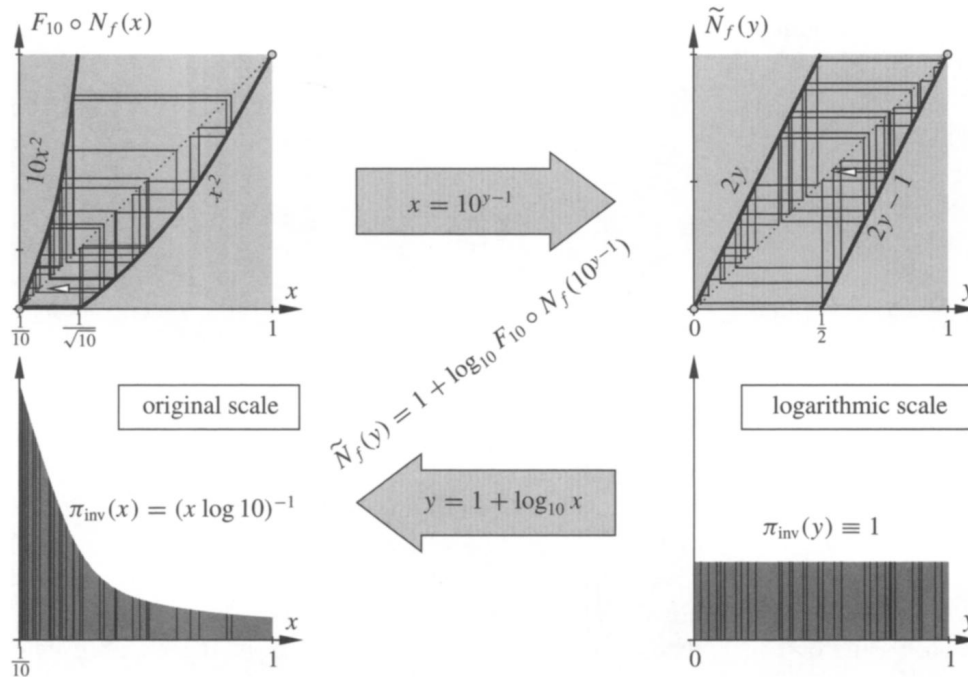 F₁₀ ∘ N_f(x)
10x²
x²
x
1/10
1/√10
1
x = 10^{y−1}
Ñ_f(y)
2y
2y − 1
y
0
1/2
1
Ñ_f(y) = 1 + log₁₀ F₁₀ ∘ N_f(10^{y−1})
original scale
π_inv(x) = (x log 10)^{−1}
x
1/10
1
y = 1 + log₁₀ x
logarithmic scale
π_inv(y) ≡ 1
y
0
1